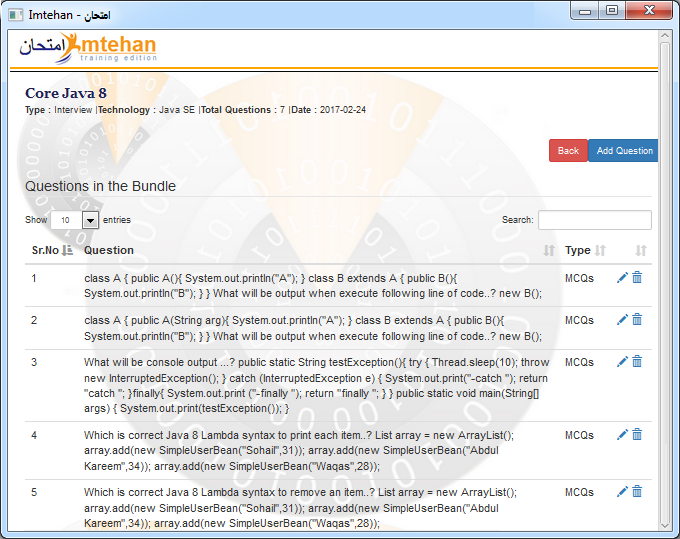 Imtehan - امتحان
امتحان Imtehan
training edition
Core Java 8
Type : Interview |Technology : Java SE |Total Questions : 7 |Date : 2017-02-24
Back Add Question
Questions in the Bundle
Show 10 entries Search:
Sr.No Question Type
1 class A { public A(){ System.out.println("A"); } class B extends A { public B(){ MCQs
System.out.println("B"); } } What will be output when execute following line of code..? new B();
2 class A { public A(String arg){ System.out.println("A"); } class B extends A { public B(){ MCQs
System.out.println("B"); } } What will be output when execute following line of code..? new B();
3 What will be console output ...? public static String testException(){ try { Thread.sleep(10); throw MCQs
new InterruptedException(); } catch (InterruptedException e) { System.out.print("-catch "); return
"catch "; }finally{ System.out.print ("-finally "); return "finally "; } } public static void main(String[]
args) { System.out.print(testException()); }
4 Which is correct Java 8 Lambda syntax to print each item..? List array = new ArrayList(); MCQs
array.add(new SimpleUserBean("Sohail",31)); array.add(new SimpleUserBean("Abdul
Kareem",34)); array.add(new SimpleUserBean("Waqas",28));
5 Which is correct Java 8 Lambda syntax to remove an item..? List array = new ArrayList(); MCQs
array.add(new SimpleUserBean("Sohail",31)); array.add(new SimpleUserBean("Abdul
Kareem",34)); array.add(new SimpleUserBean("Waqas",28));